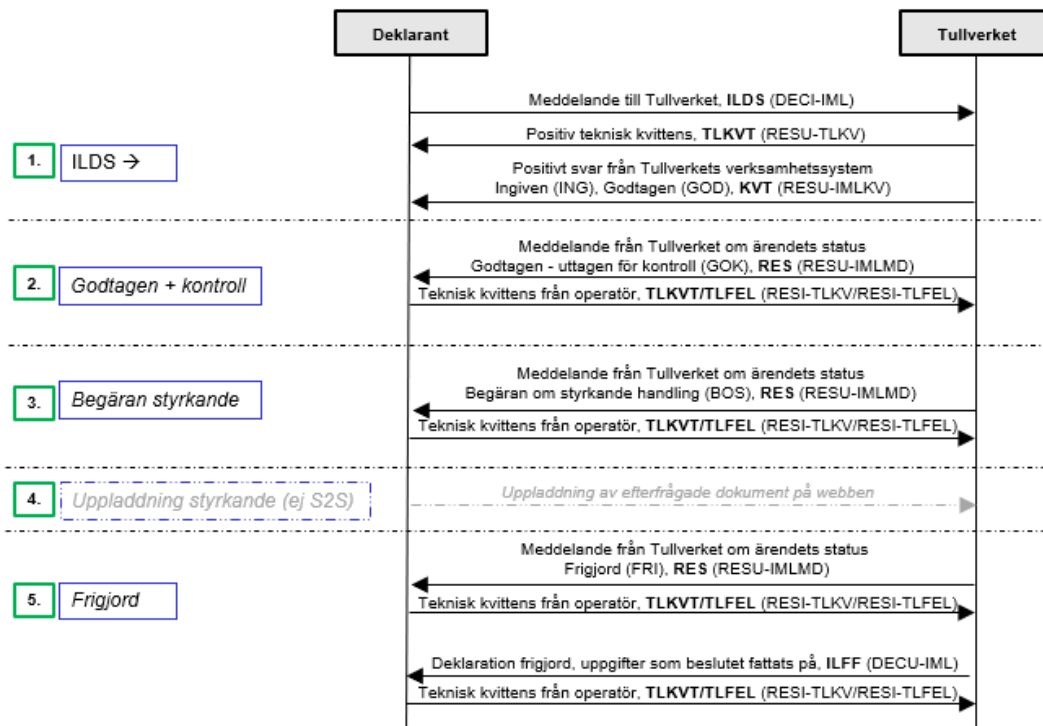 Deklarant
Tullverket
Meddelande till Tullverket, ILDS (DECI-IML)
Positiv teknisk kvittens, TLKVT (RESU-TLKV)
1.
ILDS →
Positivt svar från Tullverkets verksamhetssystem
Ingiven (ING), Godtagen (GOD), KVT (RESU-IMLKV)
Meddelande från Tullverket om ärendets status
Godtagen - uttagen för kontroll (GOK), RES (RESU-IMLMD)
2.
Godtagen + kontroll
Teknisk kvittens från operatör, TLKVT/TLFEL (RESI-TLKV/RESI-TLFEL)
Meddelande från Tullverket om ärendets status
Begäran om styrkande handling (BOS), RES (RESU-IMLMD)
3.
Begäran styrkande
Teknisk kvittens från operatör, TLKVT/TLFEL (RESI-TLKV/RESI-TLFEL)
4.
Uppladdning styrkande (ej S2S)
Uppladdning av efterfrågade dokument på webben
Meddelande från Tullverket om ärendets status
Frigjord (FRI), RES (RESU-IMLMD)
5.
Frigjord
Teknisk kvittens från operatör, TLKVT/TLFEL (RESI-TLKV/RESI-TLFEL)
Deklaration frigjord, uppgifter som beslutet fattats på, ILFF (DECU-IML)
Teknisk kvittens från operatör, TLKVT/TLFEL (RESI-TLKV/RESI-TLFEL)